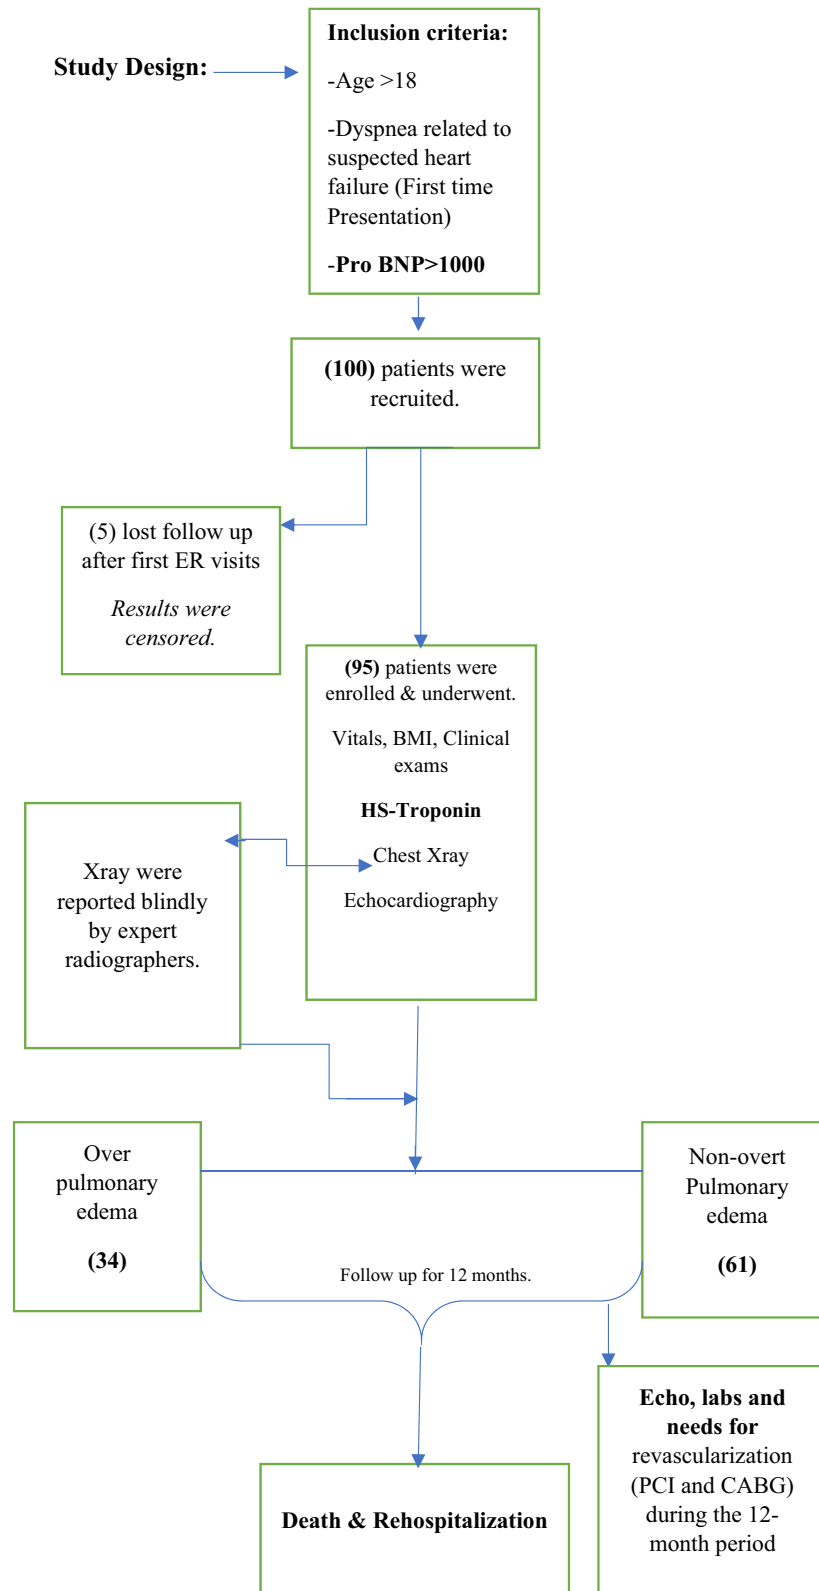 Study Design:
Inclusion criteria:
-Age >18
-Dyspnea related to
suspected heart
failure (First time
Presentation)
-Pro BNP>1000
(100) patients were
recruited.
(5) lost follow up
after first ER visits
Results were
censored.
(95) patients were
enrolled & underwent.
Vitals, BMI, Clinical
exams
HS-Troponin
Chest Xray
Echocardiography
Xray were
reported blindly
by expert
radiographers.
Over
pulmonary
edema
(34)
Non-overt
Pulmonary
edema
(61)
Follow up for 12 months.
Echo, labs and
needs for
revascularization
(PCI and CABG)
during the 12-
month period
Death & Rehospitalization